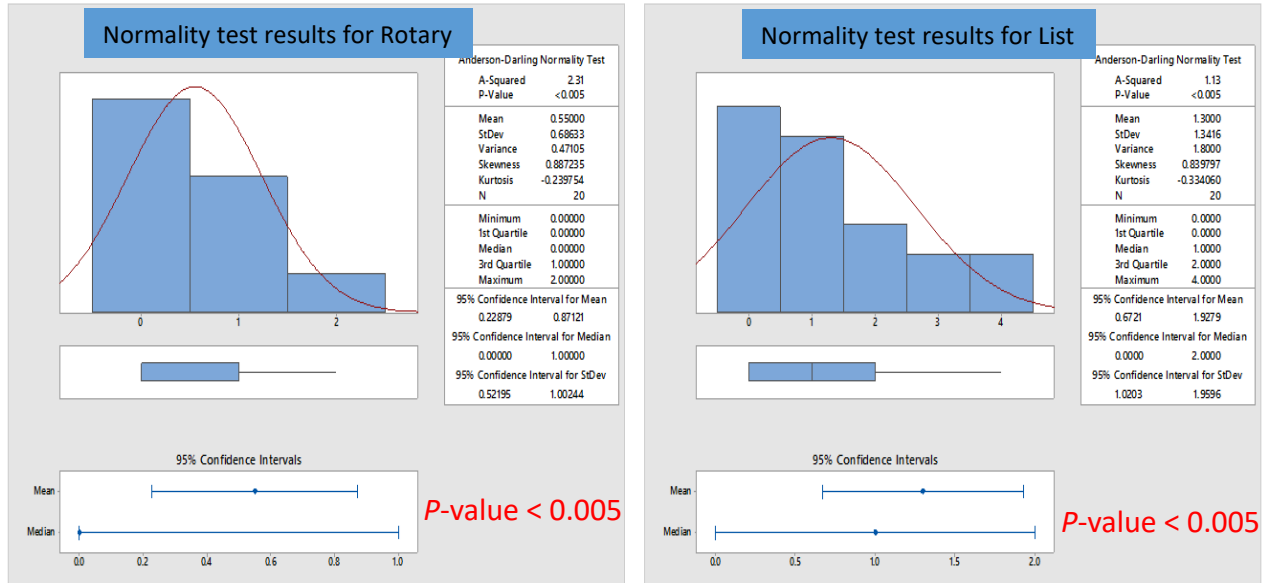 Normality test results for Rotary
Anderson-Darling Normality Test
A-Squared 2.31
P-Value <0.005
Mean 0.55000
StDev 0.68633
Variance 0.47105
Skewness 0.887235
Kurtosis -0.239754
N 20
Minimum 0.00000
1st Quartile 0.00000
Median 0.00000
3rd Quartile 1.00000
Maximum 2.00000
95% Confidence Interval for Mean
0.22879 0.87121
95% Confidence Interval for Median
0.00000 1.00000
95% Confidence Interval for StDev
0.52195 1.00244
0 1 2
95% Confidence Intervals
Mean
Median
0.0 0.2 0.4 0.6 0.8 1.0
P-value < 0.005
Normality test results for List
Anderson-Darling Normality Test
A-Squared 1.13
P-Value <0.005
Mean 1.3000
StDev 1.3416
Variance 1.8000
Skewness 0.839797
Kurtosis -0.334060
N 20
Minimum 0.0000
1st Quartile 0.0000
Median 1.0000
3rd Quartile 2.0000
Maximum 4.0000
95% Confidence Interval for Mean
0.6721 1.9279
95% Confidence Interval for Median
0.0000 2.0000
95% Confidence Interval for StDev
1.0203 1.9596
0 1 2 3 4
95% Confidence Intervals
Mean
Median
0.0 0.5 1.0 1.5 2.0
P-value < 0.005